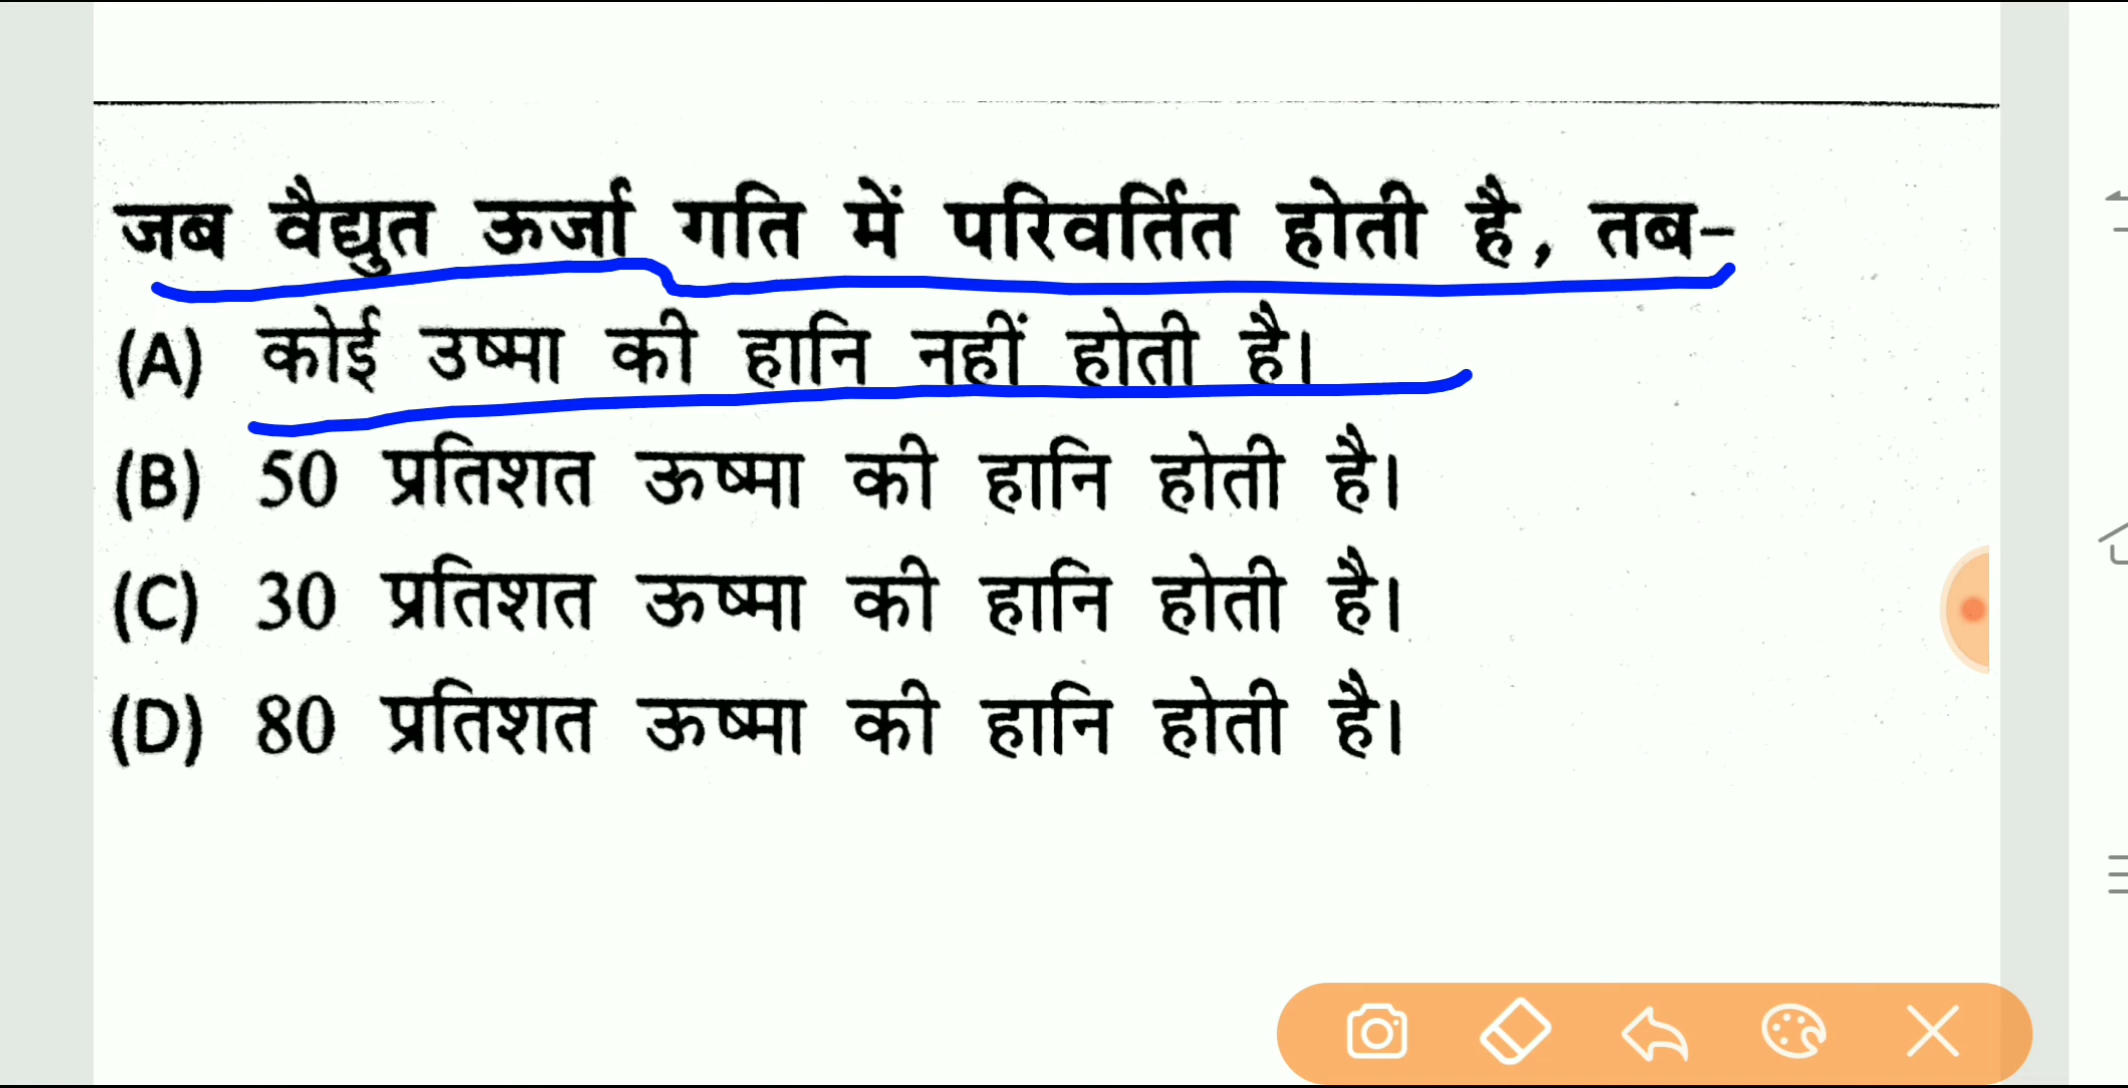 जब वैद्युत ऊर्जा गति में परिवर्तित होती है, तब-
(A) कोई उष्मा की हानि नहीं होती है।
(B) 50 प्रतिशत ऊष्मा की हानि होती है।
(C) 30 प्रतिशत ऊष्मा की हानि होती है।
(D) 80 प्रतिशत ऊष्मा की हानि होती है।